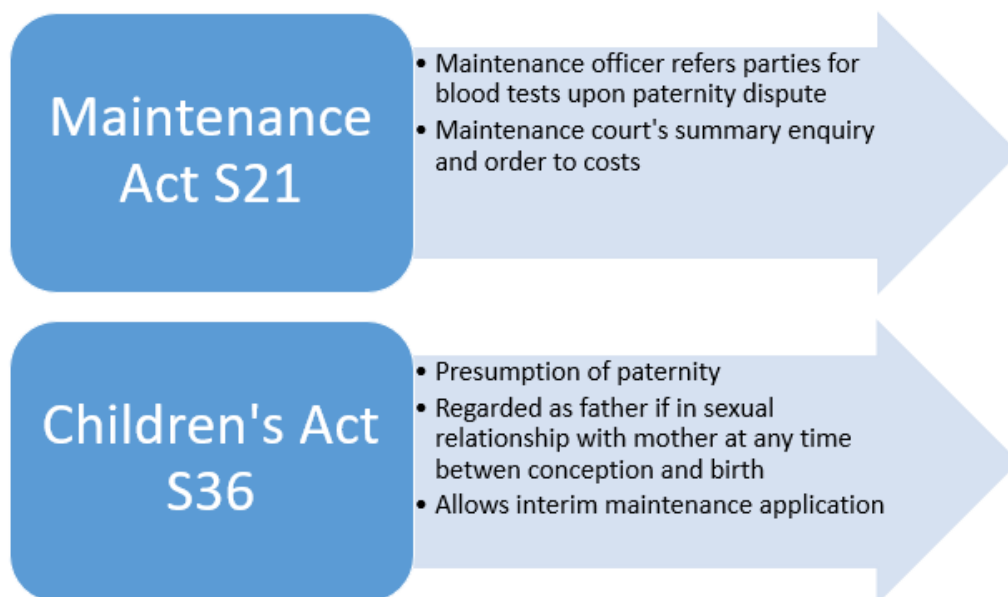 Maintenance
Act S21
• Maintenance officer refers parties for
blood tests upon paternity dispute
• Maintenance court's summary enquiry
and order to costs
Children's Act
S36
• Presumption of paternity
• Regarded as father if in sexual
relationship with mother at any time
betwen conception and birth
• Allows interim maintenance application